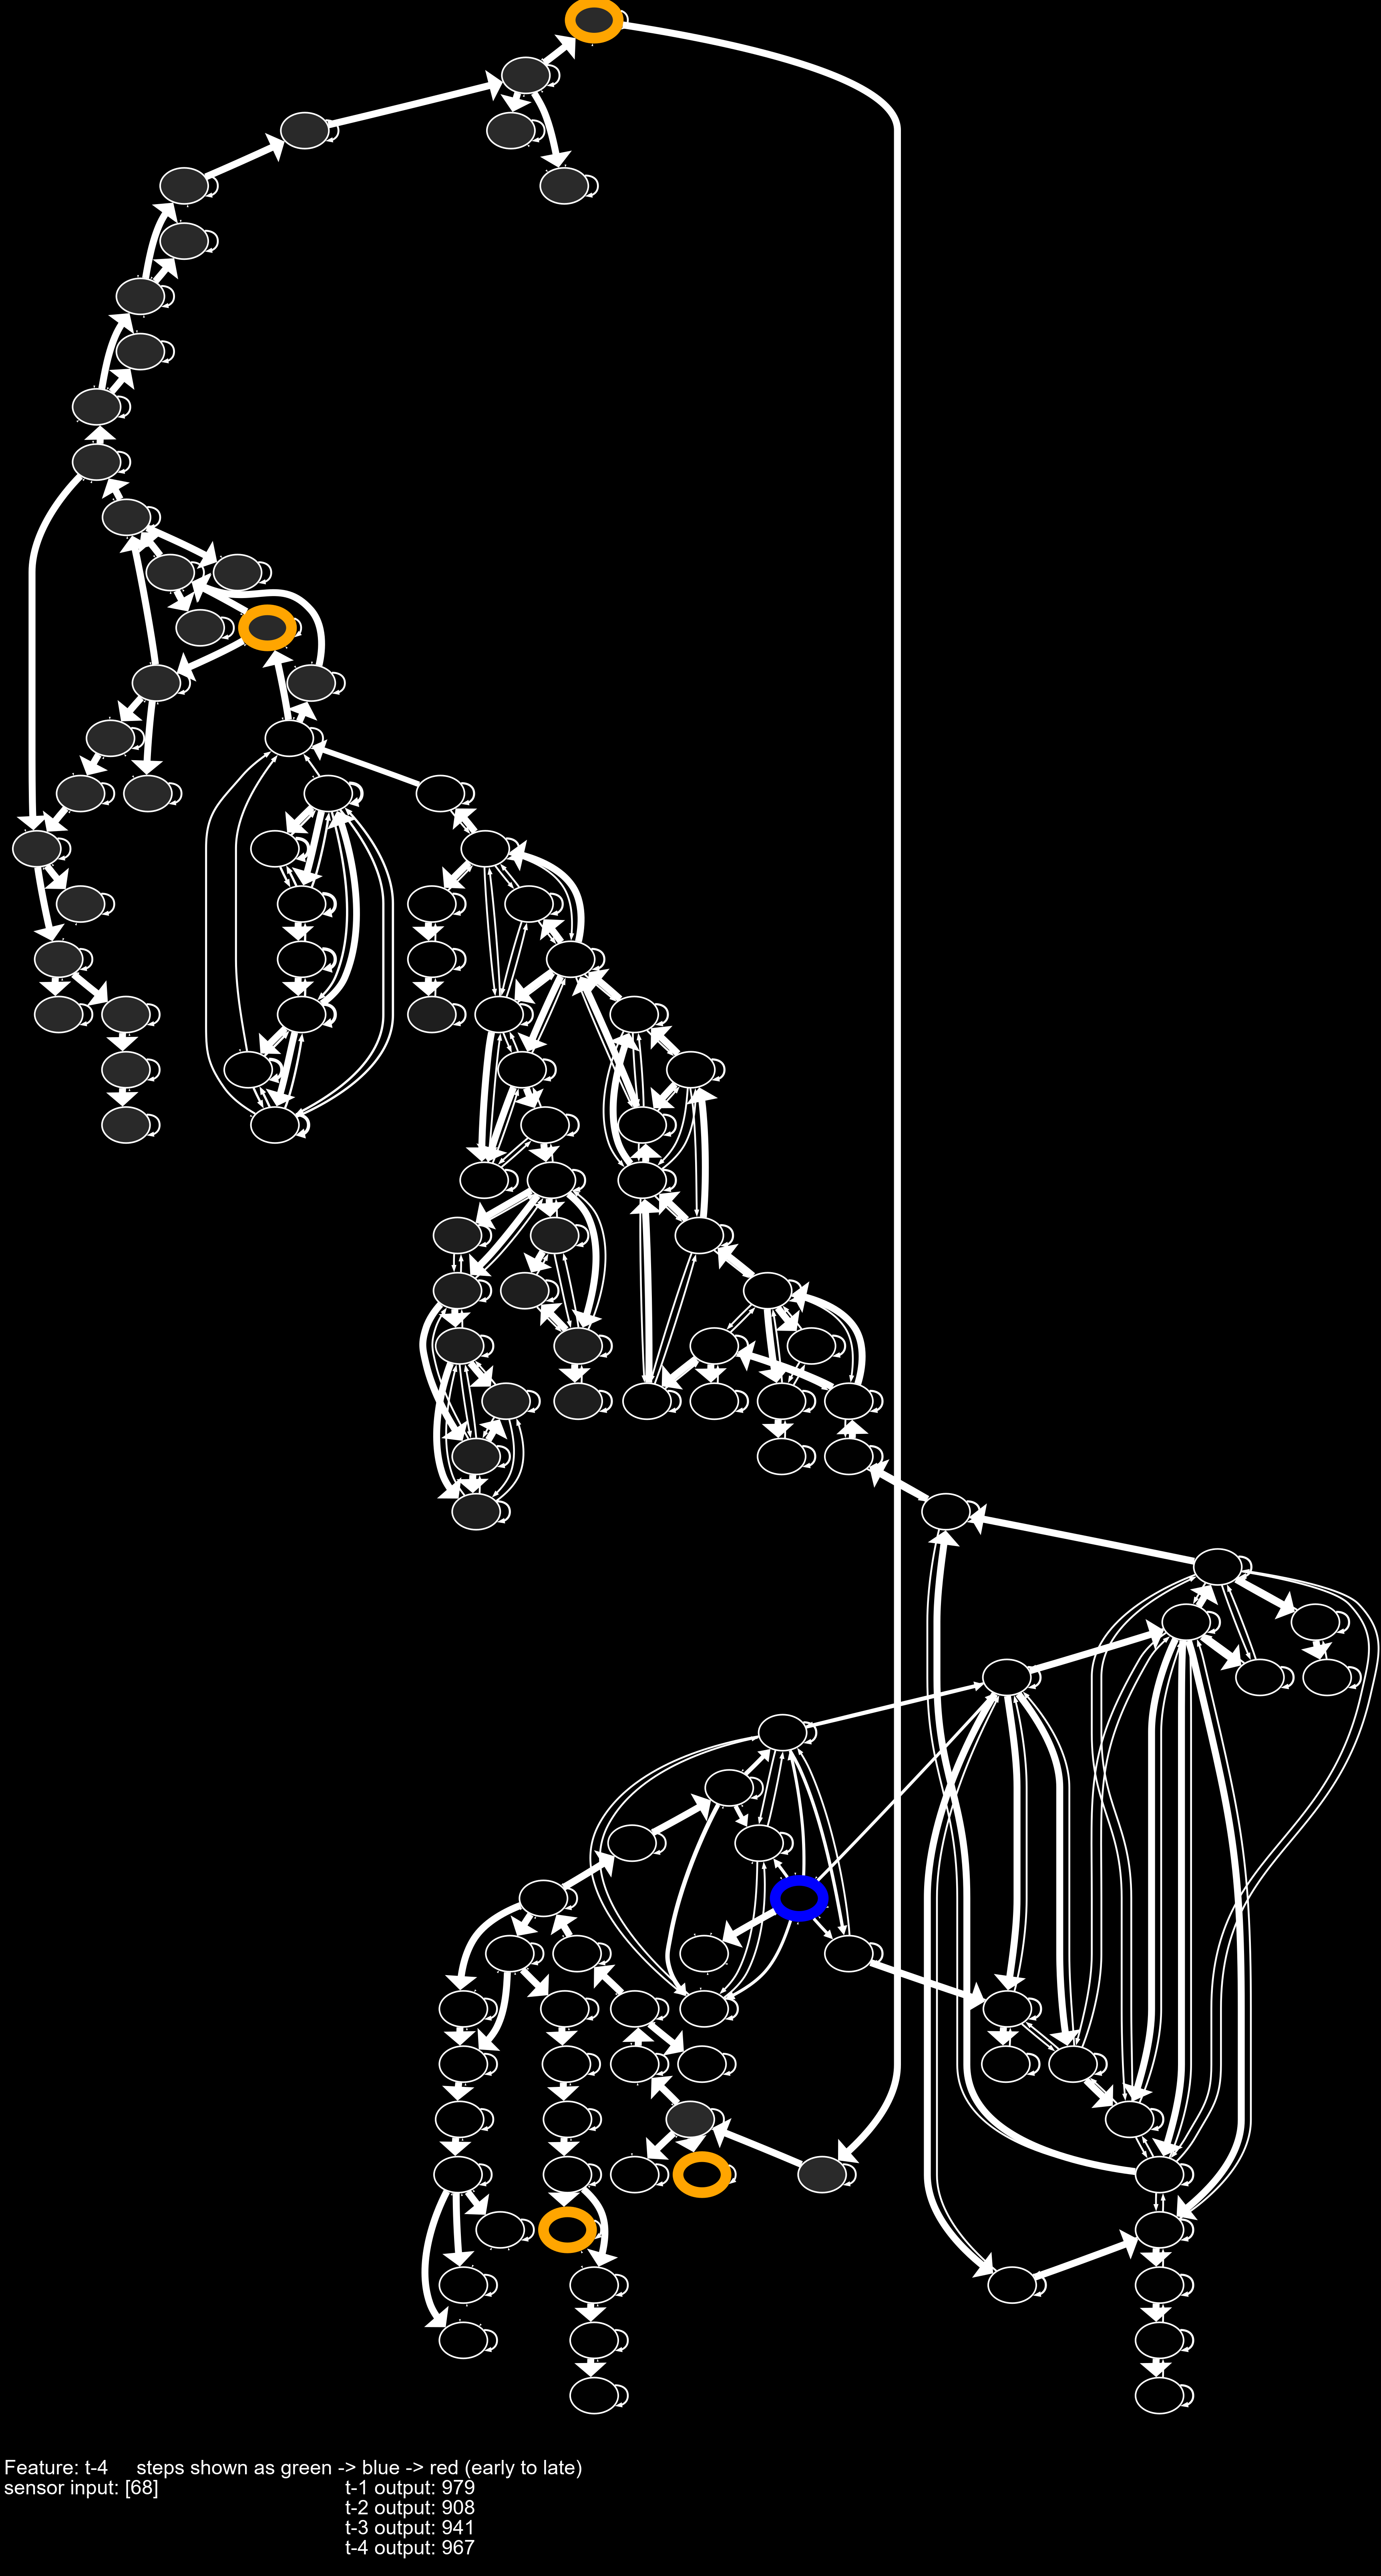 Feature: t-4 steps shown as green -> blue -> red (early to late)
sensor input: [68] t-1 output: 979
t-2 output: 908
t-3 output: 941
t-4 output: 967